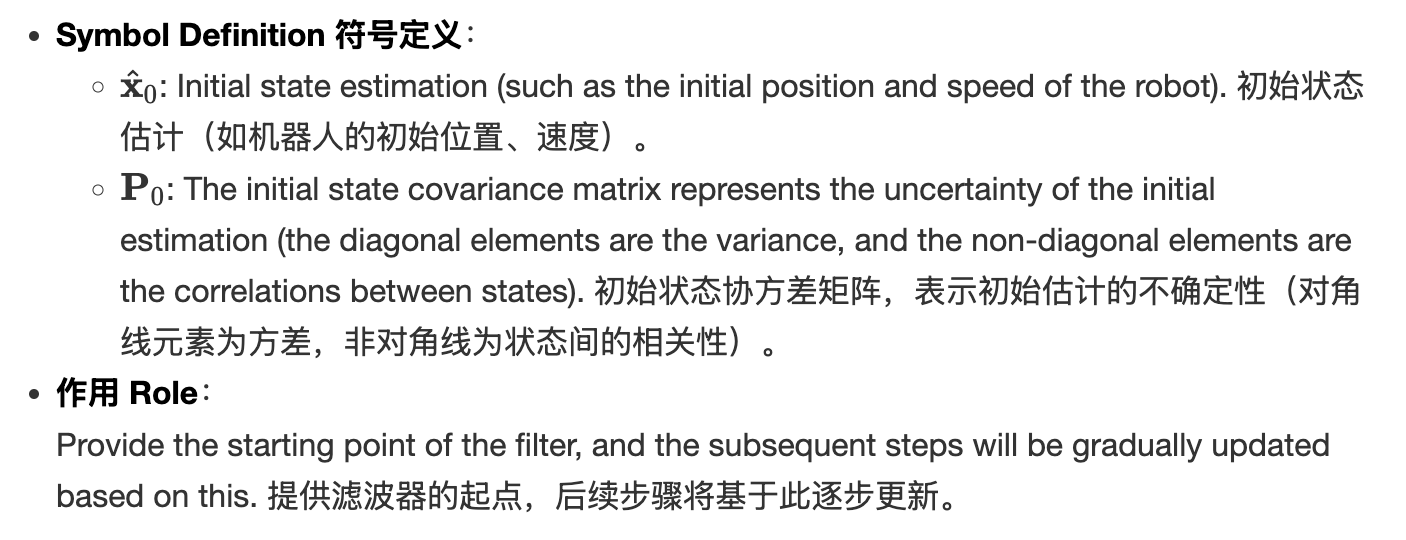 • Symbol Definition 符号定义：
◦ x̂₀: Initial state estimation (such as the initial position and speed of the robot). 初始状态
估计（如机器人的初始位置、速度）。
◦ P₀: The initial state covariance matrix represents the uncertainty of the initial
estimation (the diagonal elements are the variance, and the non-diagonal elements are
the correlations between states). 初始状态协方差矩阵，表示初始估计的不确定性（对角
线元素为方差，非对角线为状态间的相关性）。
• 作用 Role：
Provide the starting point of the filter, and the subsequent steps will be gradually updated
based on this. 提供滤波器的起点，后续步骤将基于此逐步更新。